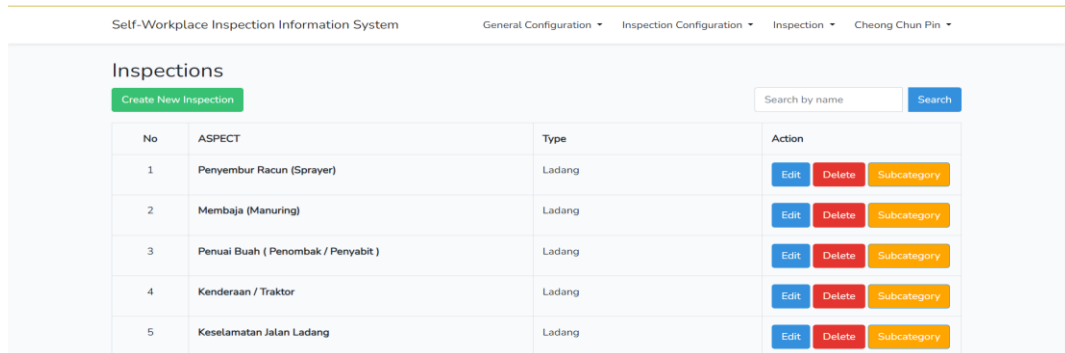 Self-Workplace Inspection Information System General Configuration Inspection Configuration Inspection Cheong Chun Pin
Inspections
Create New Inspection Search by name Search
No ASPECT Type Action
1 Penyembur Racun (Sprayer) Ladang Edit Delete Subcategory
2 Membaja (Manuring) Ladang Edit Delete Subcategory
3 Penuai Buah ( Penombak / Penyabit ) Ladang Edit Delete Subcategory
4 Kenderaan / Traktor Ladang Edit Delete Subcategory
5 Keselamatan Jalan Ladang Ladang Edit Delete Subcategory